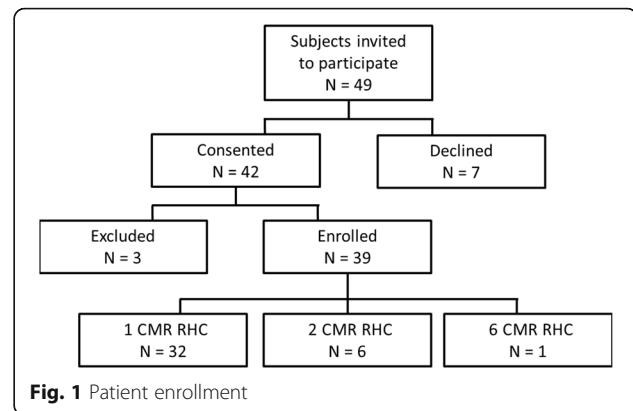 Subjects invited
to participate
N = 49
Consented
N = 42
Declined
N = 7
Excluded
N = 3
Enrolled
N = 39
1 CMR RHC
N = 32
2 CMR RHC
N = 6
6 CMR RHC
N = 1
Fig. 1 Patient enrollment